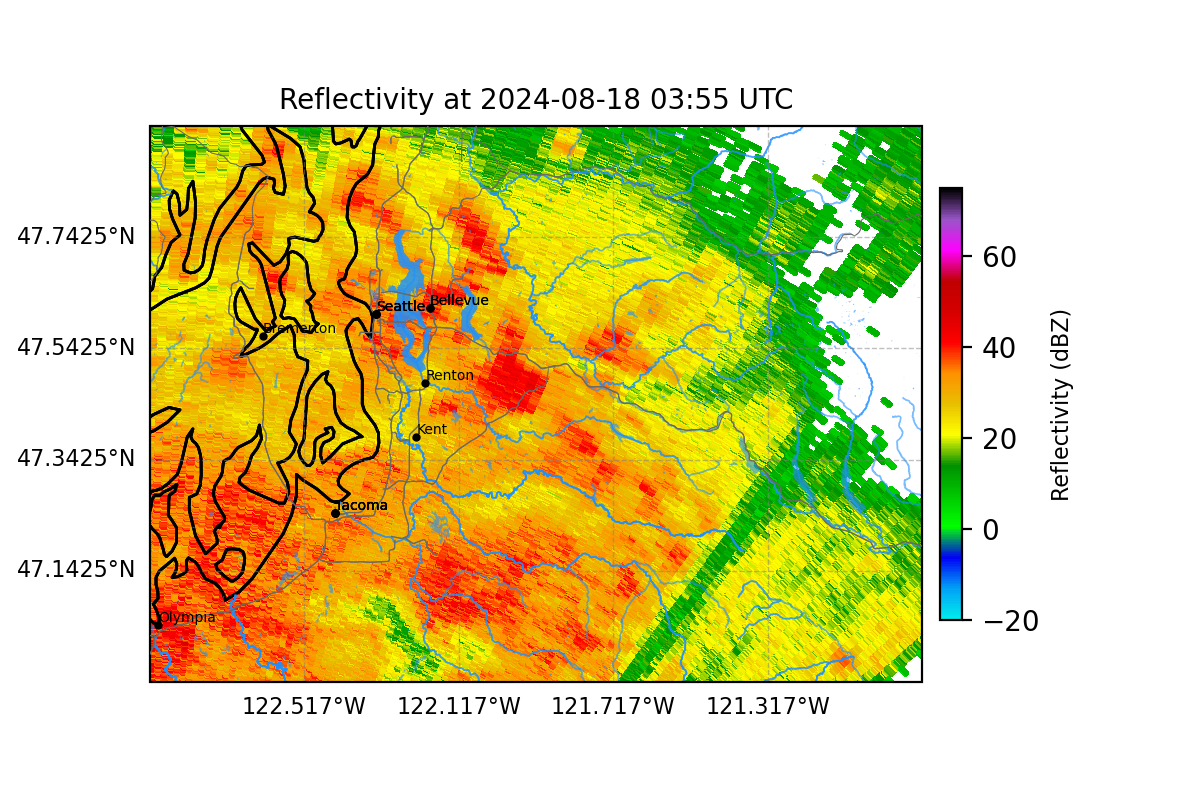 Reflectivity at 2024-08-18 03:55 UTC
47.7425°N
47.5425°N
47.3425°N
47.1425°N
Seattle
Bellevue
Bremerton
Renton
Kent
Tacoma
Olympia
122.517°W
122.117°W
121.717°W
121.317°W
60
40
20
0
−20
Reflectivity (dBZ)